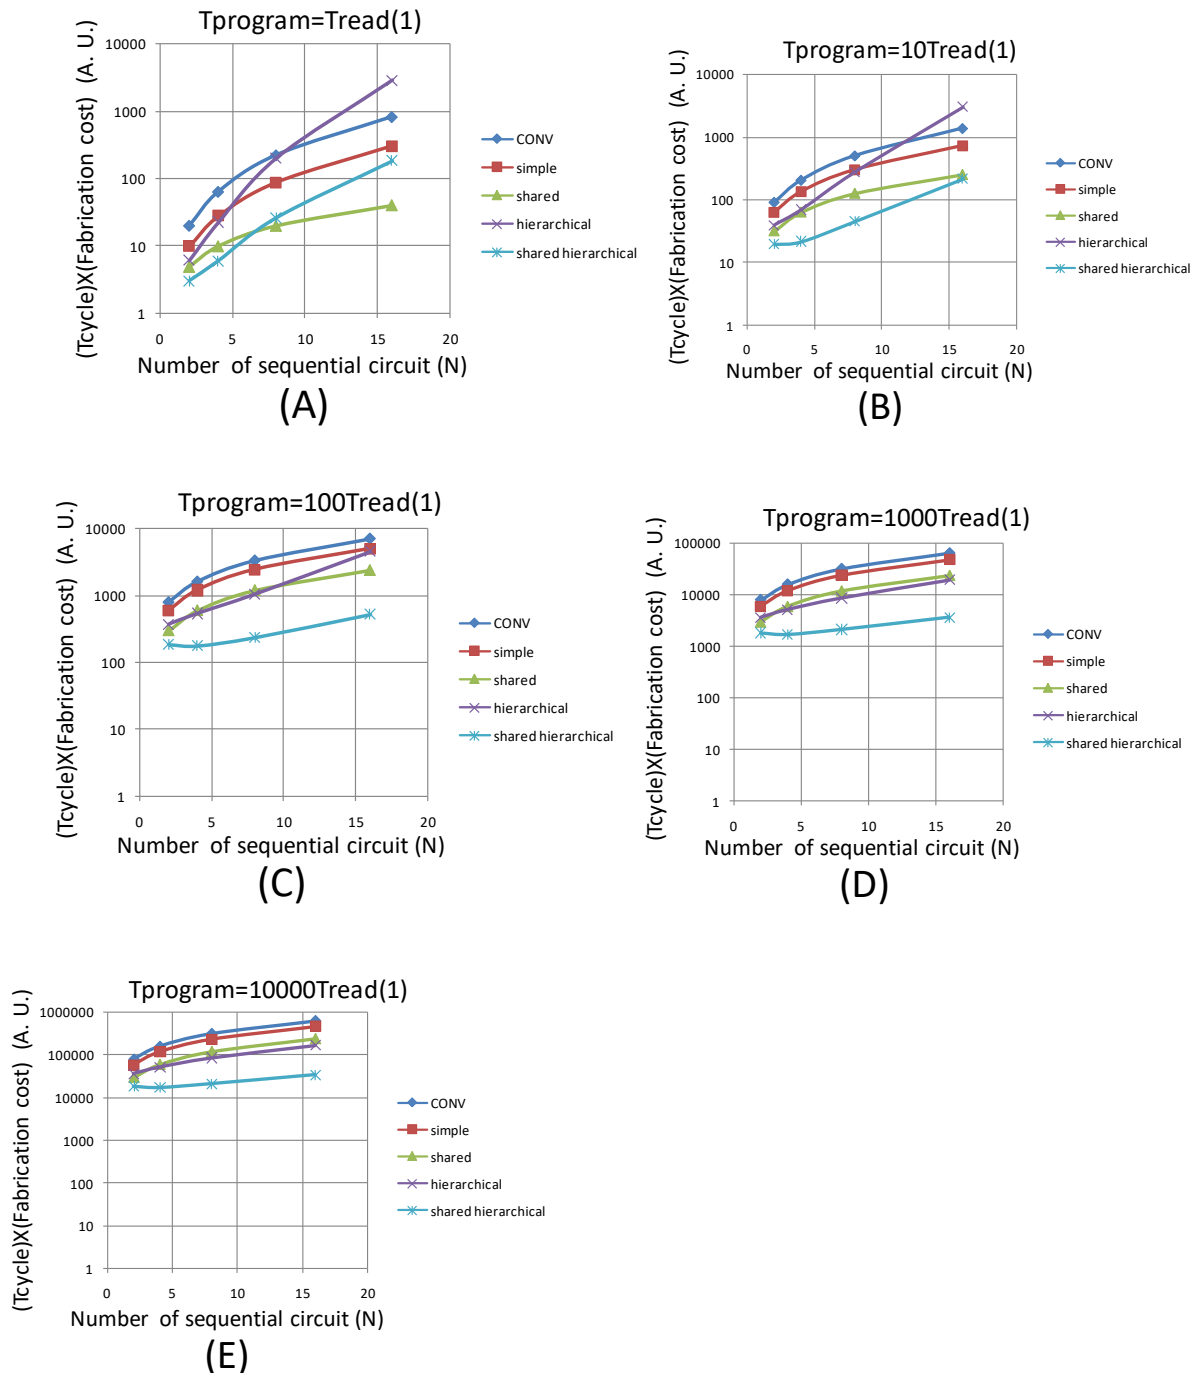 Tprogram=Tread(1)
(Tcycle)X(Fabrication cost) (A. U.)
10000
1000
100
10
1
0 5 10 15 20
Number of sequential circuit (N)
CONV
simple
shared
hierarchical
shared hierarchical
(A)
Tprogram=10Tread(1)
(Tcycle)X(Fabrication cost) (A. U.)
10000
1000
100
10
1
0 5 10 15 20
Number of sequential circuit (N)
CONV
simple
shared
hierarchical
shared hierarchical
(B)
Tprogram=100Tread(1)
(Tcycle)X(Fabrication cost) (A. U.)
10000
1000
100
10
1
0 5 10 15 20
Number of sequential circuit (N)
CONV
simple
shared
hierarchical
shared hierarchical
(C)
Tprogram=1000Tread(1)
(Tcycle)X(Fabrication cost) (A. U.)
100000
10000
1000
100
10
1
0 5 10 15 20
Number of sequential circuit (N)
CONV
simple
shared
hierarchical
shared hierarchical
(D)
Tprogram=10000Tread(1)
(Tcycle)X(Fabrication cost) (A. U.)
1000000
100000
10000
1000
100
10
1
0 5 10 15 20
Number of sequential circuit (N)
CONV
simple
shared
hierarchical
shared hierarchical
(E)